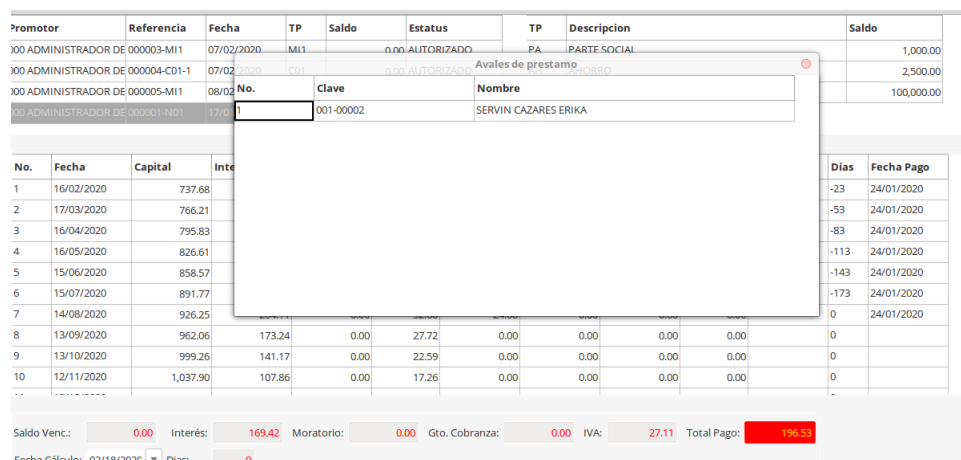 Promotor Referencia Fecha TP Saldo Estatus TP Descripcion Saldo
000 ADMINISTRADOR DE 000003-MI1 07/02/2020 MI1 0.00 AUTORIZADO PA PARTE SOCIAL 1,000.00
Avales de prestamo
000 ADMINISTRADOR DE 000004-C01-1 07/02/2020 C01 0.00 AUTORIZADO AH AHORRO 2,500.00
000 ADMINISTRADOR DE 000005-MI1 08/02 100,000.00
000 ADMINISTRADOR DE 000001-N01 17/0
No. Clave Nombre
1 001-00002 SERVIN CAZARES ERIKA
No. Fecha Capital Inte Días Fecha Pago
1 16/02/2020 737.68 -23 24/01/2020
2 17/03/2020 766.21 -53 24/01/2020
3 16/04/2020 795.83 -83 24/01/2020
4 16/05/2020 826.61 -113 24/01/2020
5 15/06/2020 858.57 -143 24/01/2020
6 15/07/2020 891.77 -173 24/01/2020
7 14/08/2020 926.25 0 24/01/2020
8 13/09/2020 962.06 173.24 0.00 27.72 0.00 0.00 0.00 0.00 0
9 13/10/2020 999.26 141.17 0.00 22.59 0.00 0.00 0.00 0.00 0
10 12/11/2020 1,037.90 107.86 0.00 17.26 0.00 0.00 0.00 0.00 0
Saldo Venc.: 0.00 Interés: 169.42 Moratorio: 0.00 Gto. Cobranza: 0.00 IVA: 27.11 Total Pago: 196.53
Fecha Cálculo: 02/18/2020 Dias: 0